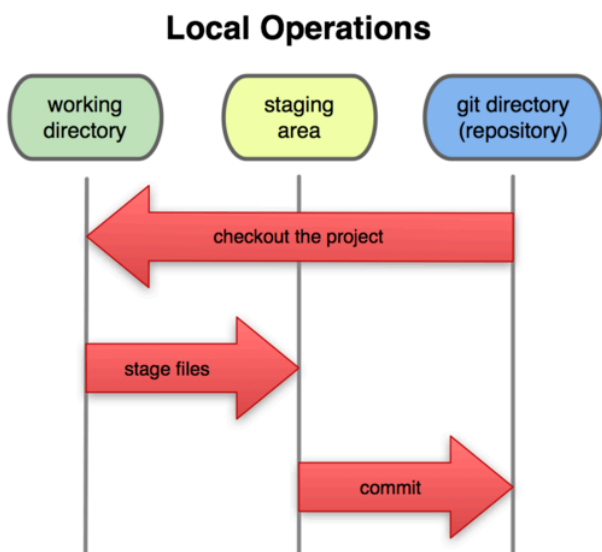 Local Operations
working
directory
staging
area
git directory
(repository)
checkout the project
stage files
commit